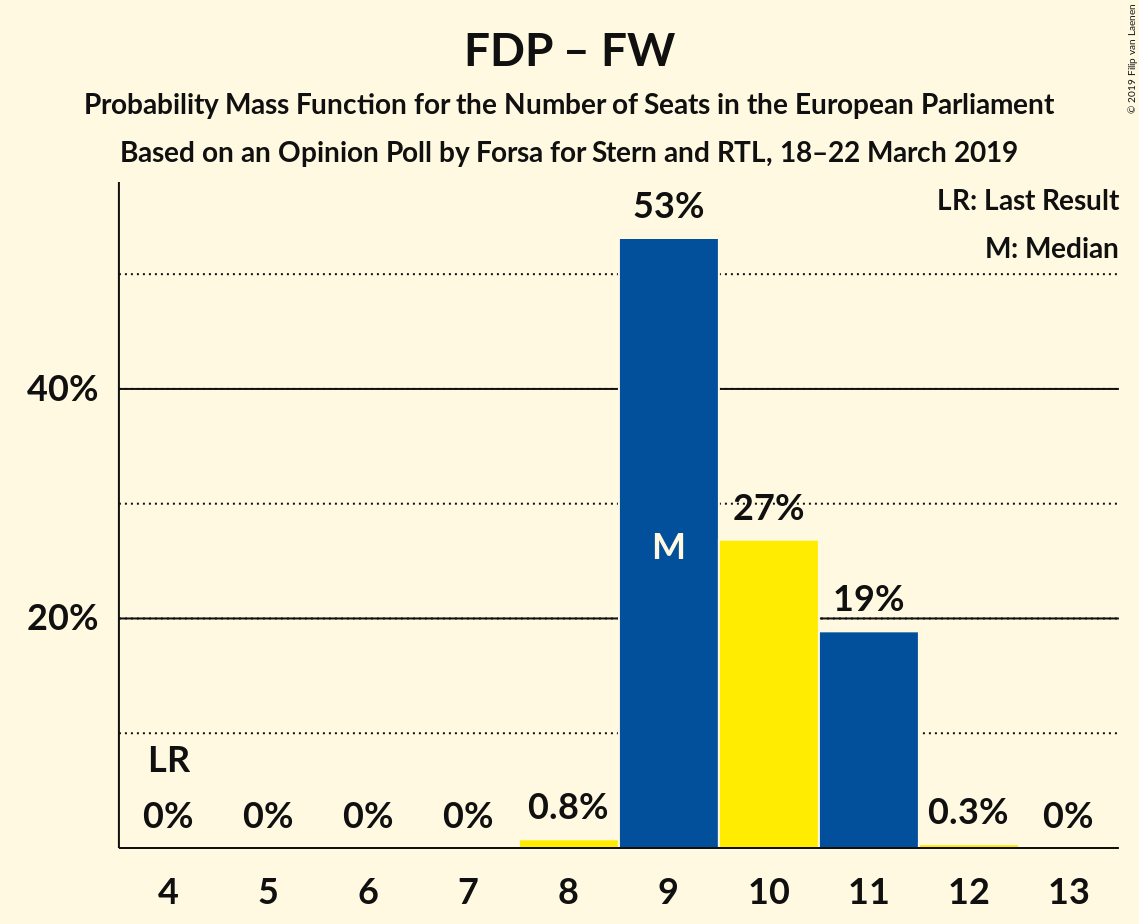 FDP – FW
Probability Mass Function for the Number of Seats in the European Parliament
Based on an Opinion Poll by Forsa for Stern and RTL, 18–22 March 2019
© 2019 Filip van Laenen
LR: Last Result
M: Median
53%
40%
27%
M
20%
19%
LR
0%
0%
0%
0%
0.8%
0.3%
0%
4
5
6
7
8
9
10
11
12
13